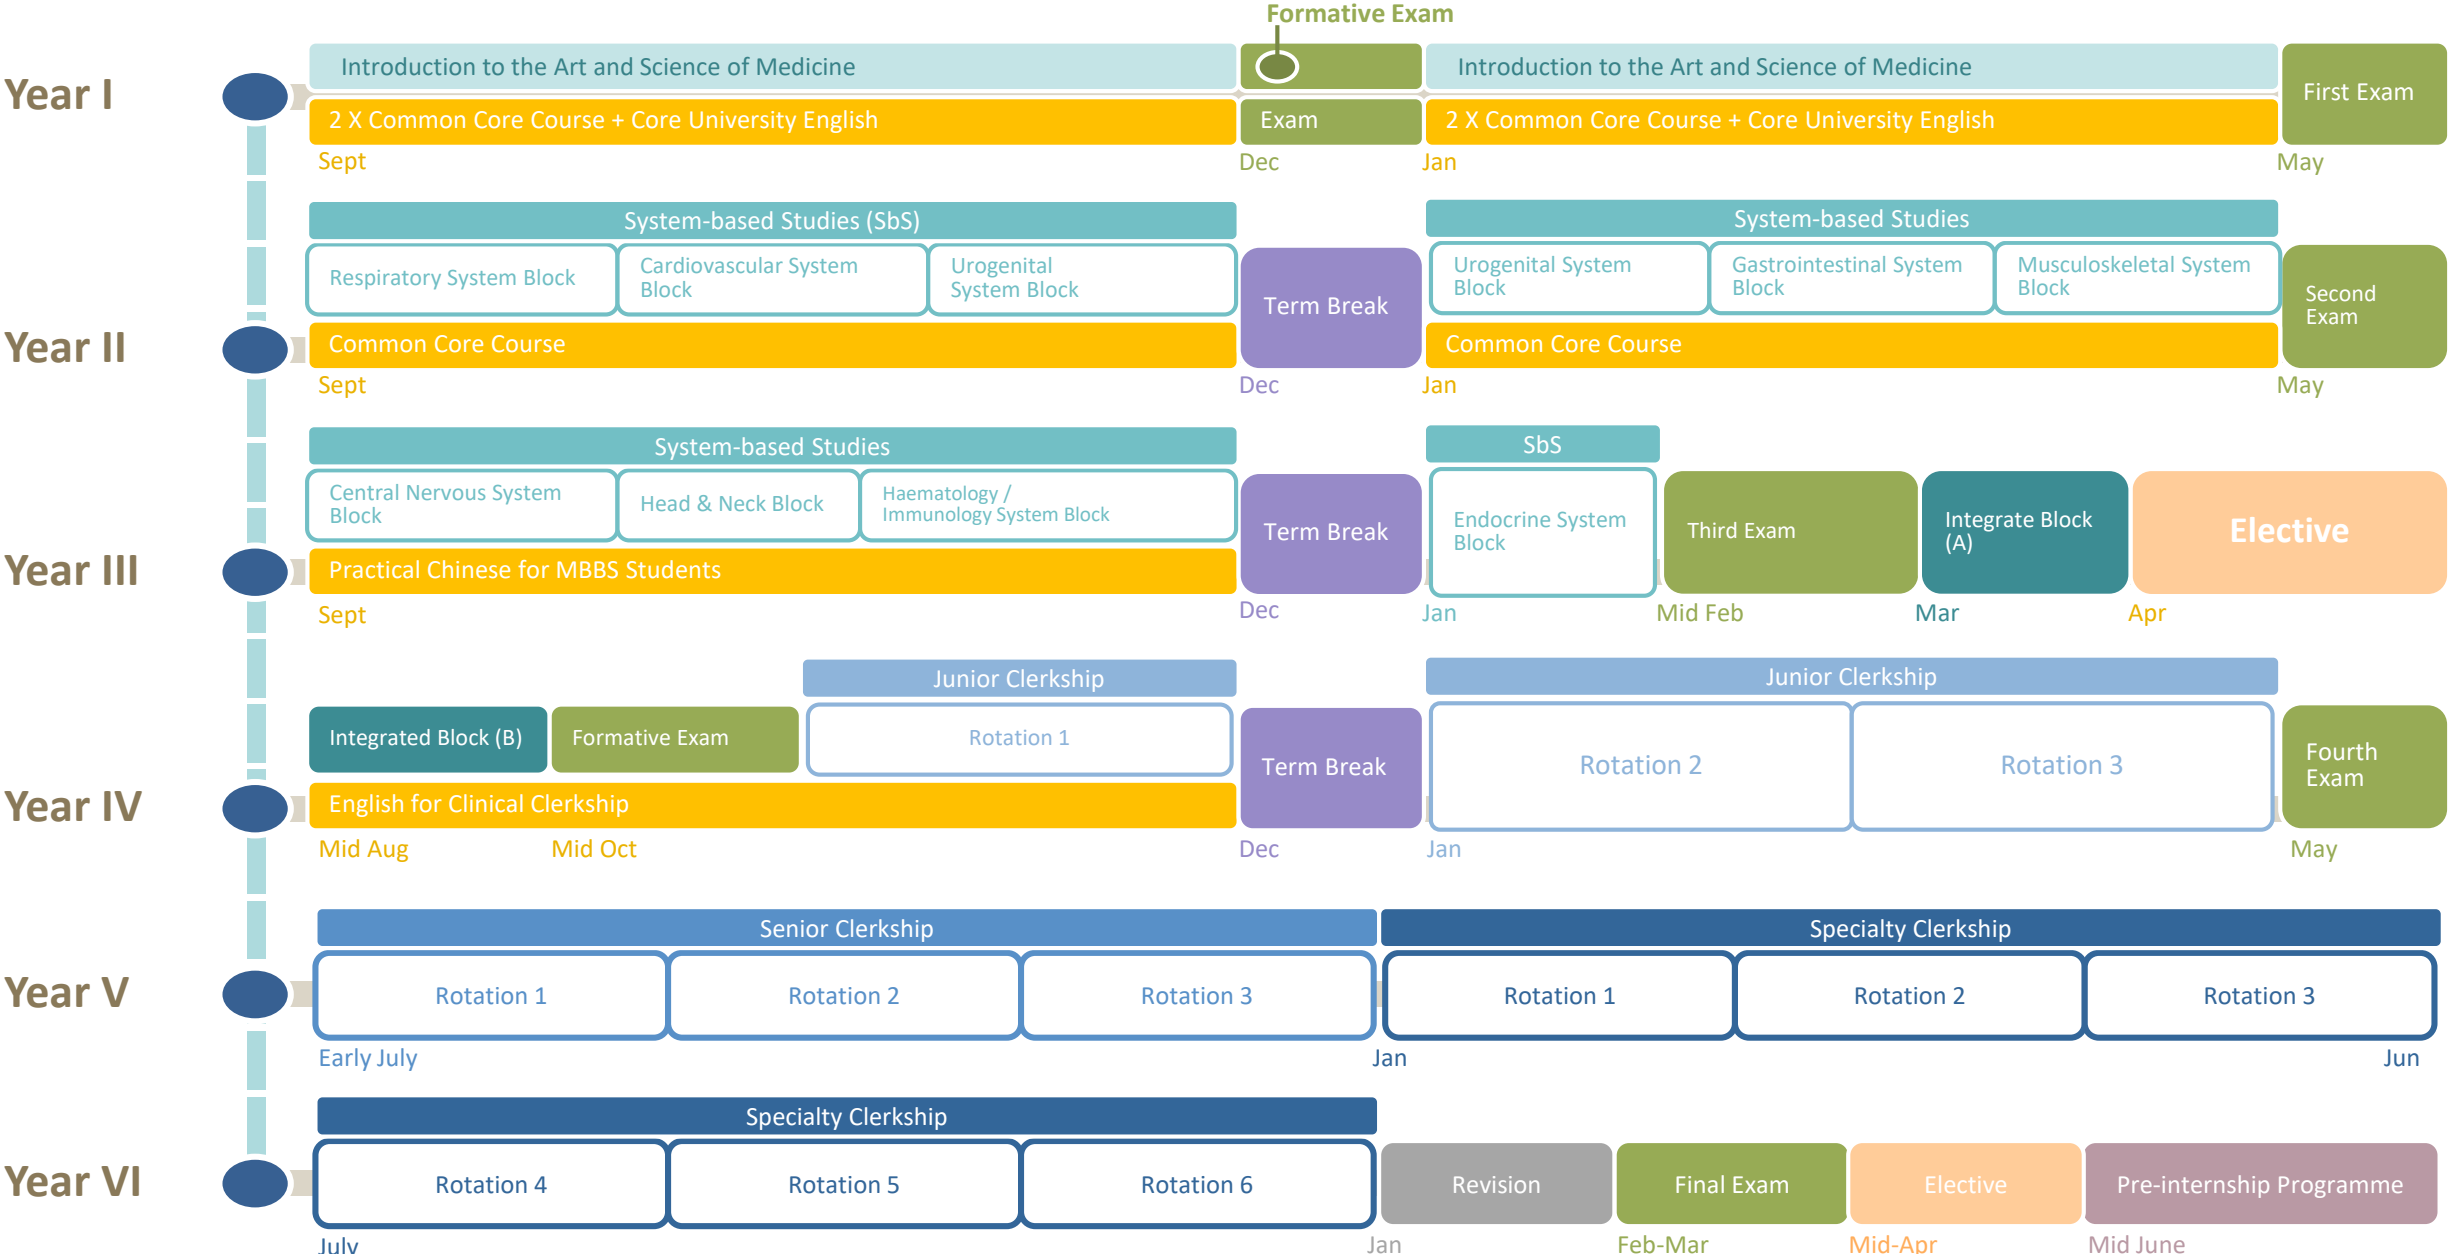 Formative Exam
Year I
Introduction to the Art and Science of Medicine
Introduction to the Art and Science of Medicine
First Exam
2 X Common Core Course + Core University English
Exam
2 X Common Core Course + Core University English
Sept
Dec
Jan
May
Year II
System-based Studies (SbS)
System-based Studies
Respiratory System Block
Cardiovascular System
Block
Urogenital
System Block
Term Break
Urogenital System
Block
Gastrointestinal System
Block
Musculoskeletal System
Block
Second
Exam
Common Core Course
Common Core Course
Sept
Dec
Jan
May
Year III
System-based Studies
SbS
Central Nervous System
Block
Head & Neck Block
Haematology /
Immunology System Block
Term Break
Endocrine System
Block
Third Exam
Integrate Block
(A)
Elective
Practical Chinese for MBBS Students
Sept
Dec
Jan
Mid Feb
Mar
Apr
Year IV
Junior Clerkship
Junior Clerkship
Integrated Block (B)
Formative Exam
Rotation 1
Term Break
Rotation 2
Rotation 3
Fourth
Exam
English for Clinical Clerkship
Mid Aug
Mid Oct
Dec
Jan
May
Year V
Senior Clerkship
Specialty Clerkship
Rotation 1
Rotation 2
Rotation 3
Rotation 1
Rotation 2
Rotation 3
Early July
Jan
Jun
Year VI
Specialty Clerkship
Rotation 4
Rotation 5
Rotation 6
Revision
Final Exam
Elective
Pre-internship Programme
July
Jan
Feb-Mar
Mid-Apr
Mid June